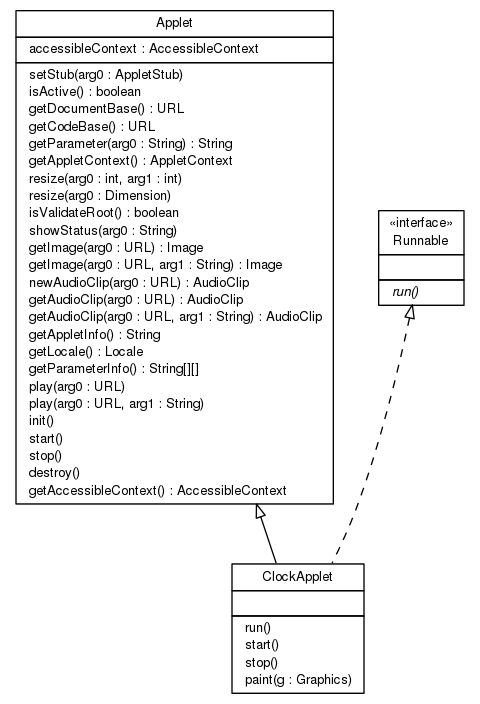 Applet
accessibleContext : AccessibleContext
setStub(arg0 : AppletStub)
isActive() : boolean
getDocumentBase() : URL
getCodeBase() : URL
getParameter(arg0 : String) : String
getAppletContext() : AppletContext
resize(arg0 : int, arg1 : int)
resize(arg0 : Dimension)
isValidateRoot() : boolean
showStatus(arg0 : String)
getImage(arg0 : URL) : Image
getImage(arg0 : URL, arg1 : String) : Image
newAudioClip(arg0 : URL) : AudioClip
getAudioClip(arg0 : URL) : AudioClip
getAudioClip(arg0 : URL, arg1 : String) : AudioClip
getAppletInfo() : String
getLocale() : Locale
getParameterInfo() : String[][]
play(arg0 : URL)
play(arg0 : URL, arg1 : String)
init()
start()
stop()
destroy()
getAccessibleContext() : AccessibleContext
«interface»
Runnable
run()
ClockApplet
run()
start()
stop()
paint(g : Graphics)